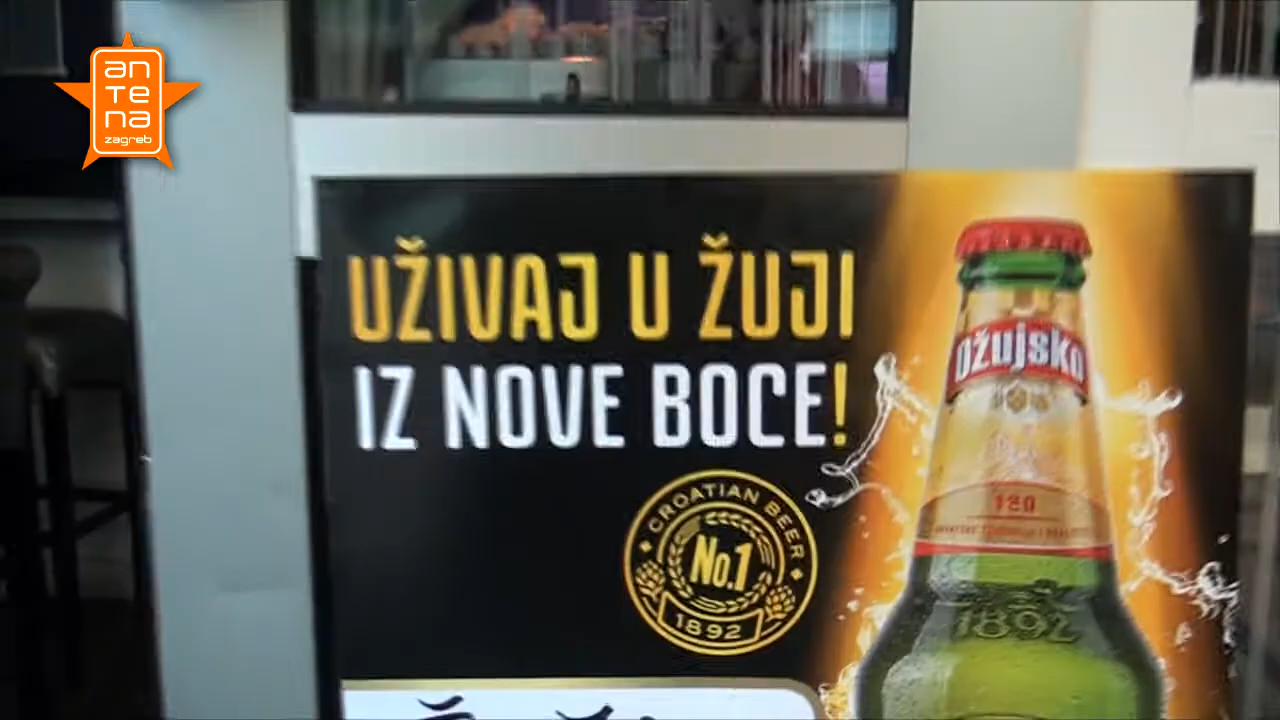 an
Te
na
zagreb
UŽIVAJ U ŽUJI
IZ NOVE BOCE!
CROATIAN BEER
No.1
1892
Ožujsko
1892